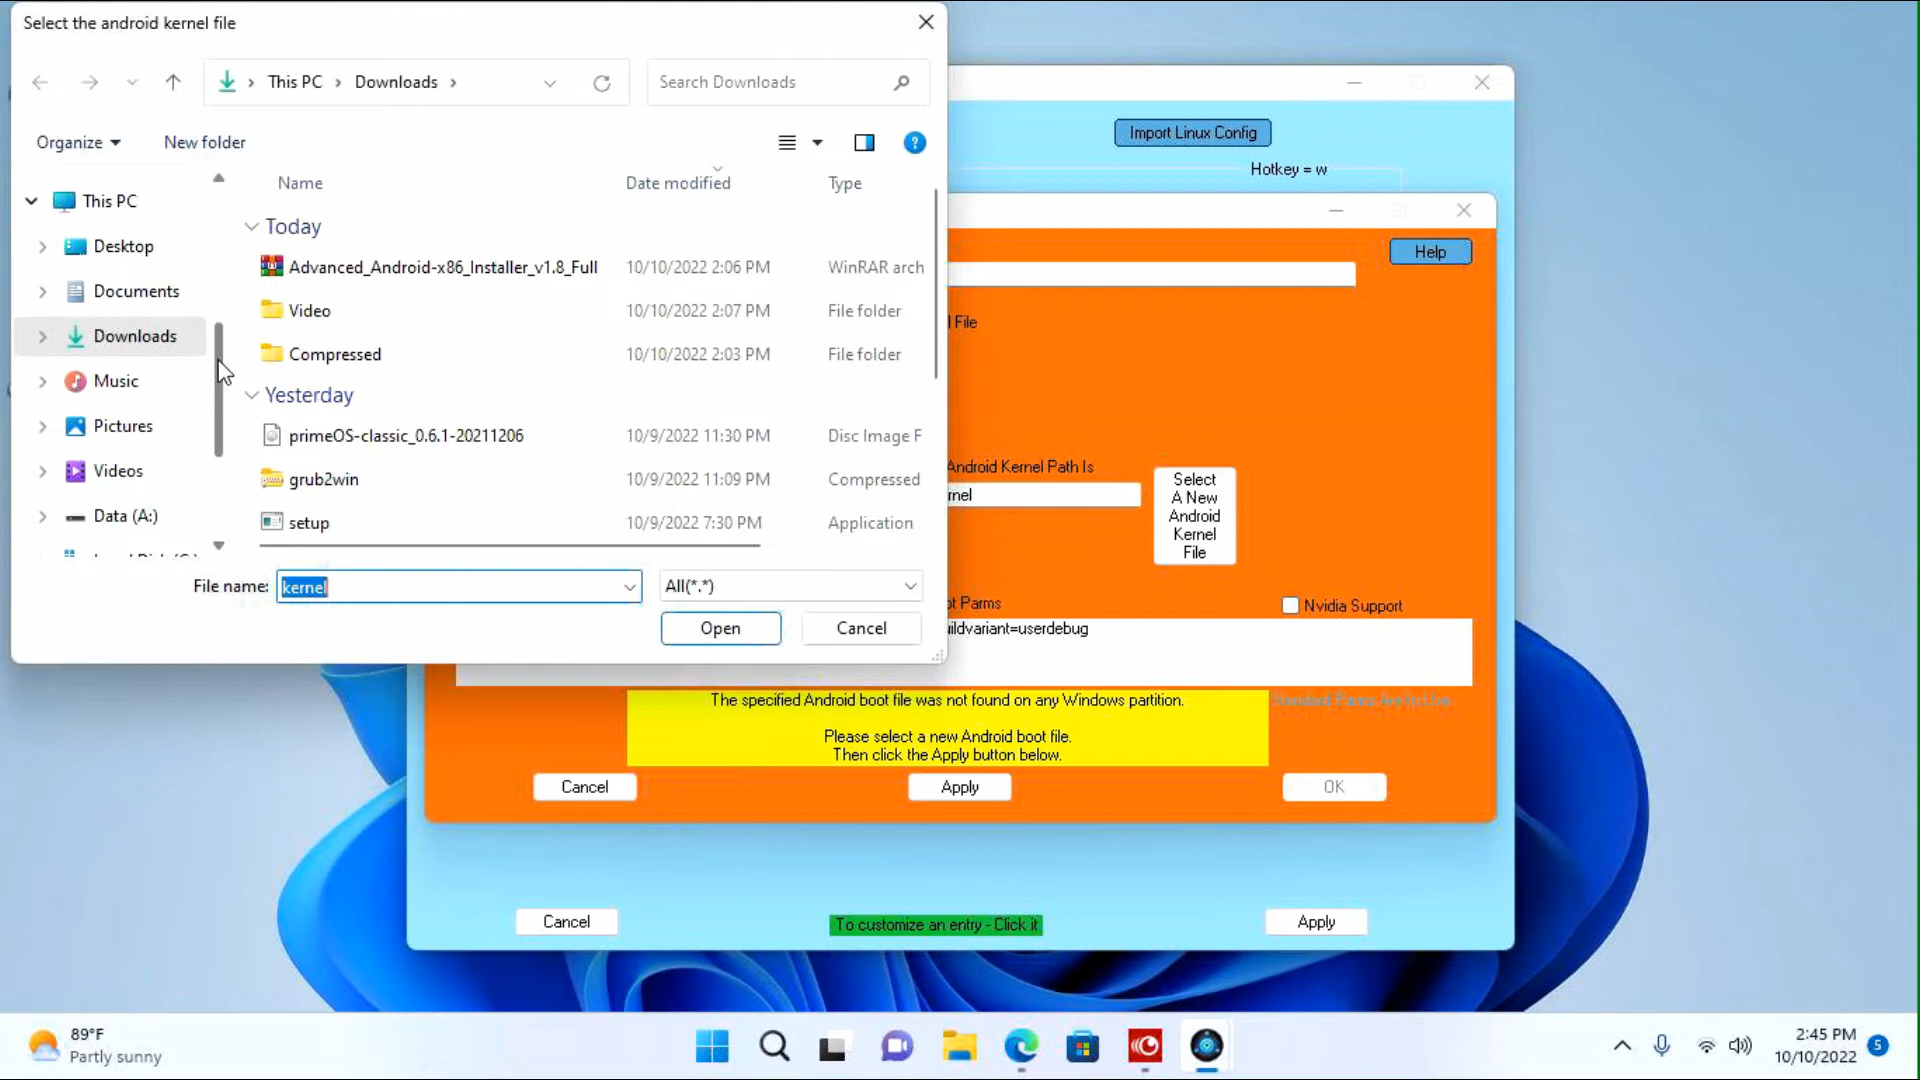 Select the android kernel file
This PC
Downloads
Search Downloads
Organize
New folder
Name
Date modified
Type
This PC
Desktop
Documents
Downloads
Music
Pictures
Videos
Data (A:)
Today
Advanced_Android-x86_Installer_v1.8_Full
10/10/2022 2:06 PM
WinRAR arch
Video
10/10/2022 2:07 PM
File folder
Compressed
10/10/2022 2:03 PM
File folder
Yesterday
primeOS-classic_0.6.1-20211206
10/9/2022 11:30 PM
Disc Image F
grub2win
10/9/2022 11:09 PM
Compressed
setup
10/9/2022 7:30 PM
Application
File name:
kernel
All(*.*)
Open
Cancel
Import Linux Config
Hotkey = w
Help
l File
Android Kernel Path Is
rnel
Select
A New
Android
Kernel
File
ot Parms
Nvidia Support
uildvariant=userdebug
The specified Android boot file was not found on any Windows partition.
Standard Parms Are In Use
Please select a new Android boot file.
Then click the Apply button below.
Cancel
Apply
OK
Cancel
To customize an entry - Click it
Apply
89°F
Partly sunny
2:45 PM
10/10/2022
5